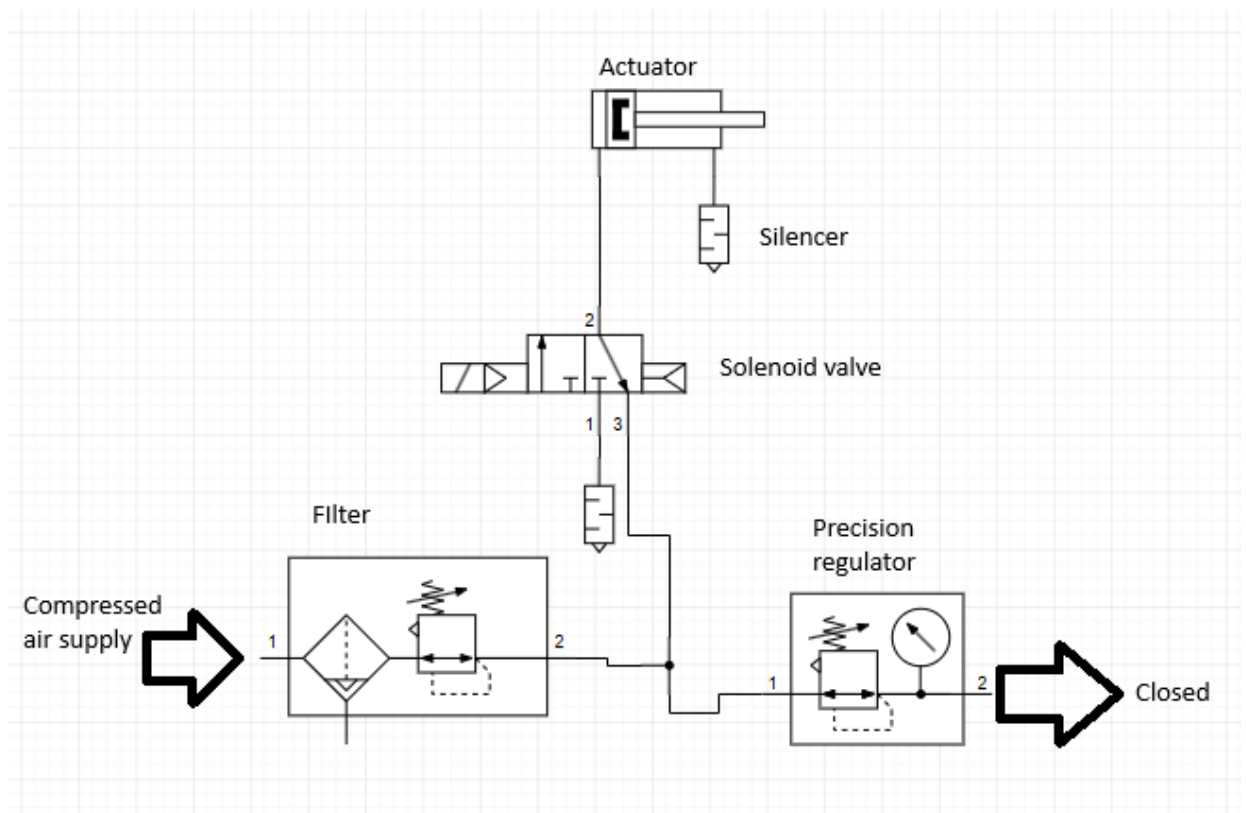 Actuator
Silencer
2
Solenoid valve
1 3
FIlter
Precision
regulator
Compressed
air supply
1
2
1
2
Closed